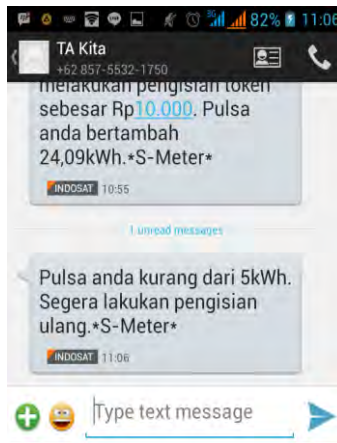 3G 82% 11:06
TA Kita
+62 857-5532-1750
melakukan pengisian token
sebesar Rp10.000. Pulsa
anda bertambah
24,09kWh.*S-Meter*
INDOSAT 10:55
1 unread messages
Pulsa anda kurang dari 5kWh.
Segera lakukan pengisian
ulang.*S-Meter*
INDOSAT 11:06
Type text message